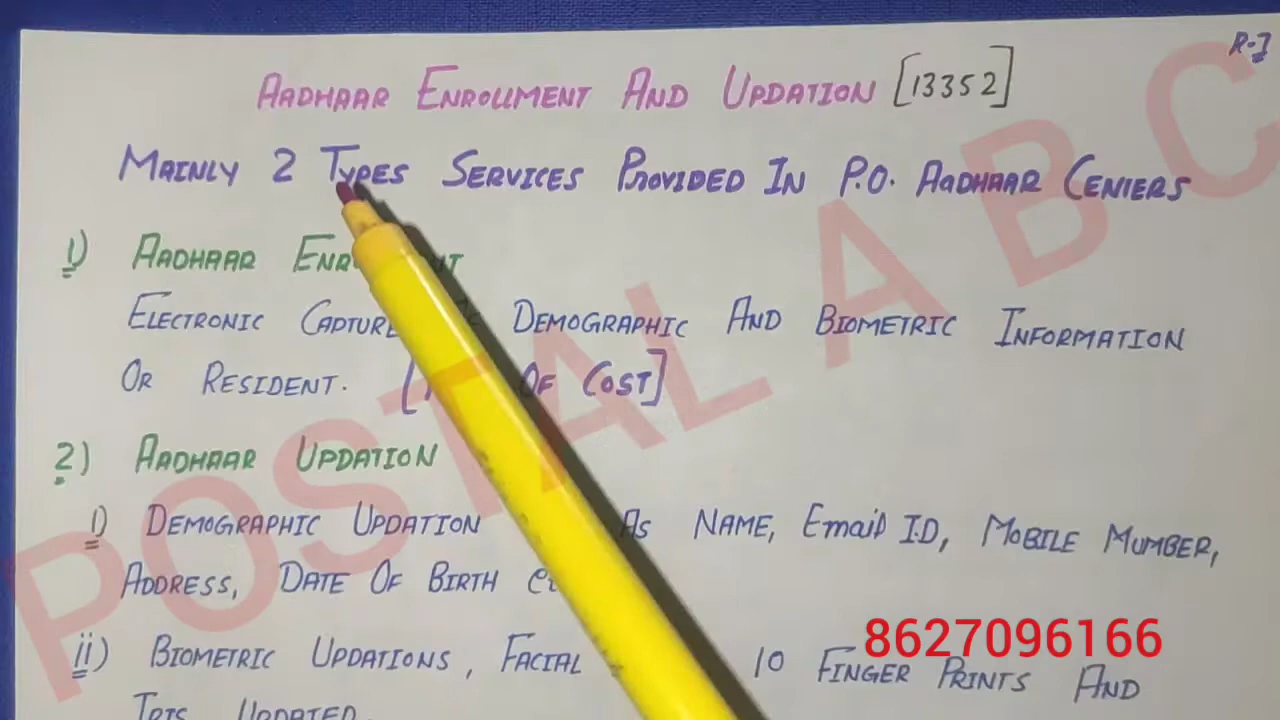 R-I
AADHAAR ENROLLMENT AND UPDATION [13352]
MAINLY 2 TYPES SERVICES PROVIDED IN P.O. AADHAAR CENTERS
1) AADHAAR
ELECTRONIC CAPTURE DEMOGRAPHIC AND BIOMETRIC INFORMATION
OR RESIDENT. [ OF COST]
2) AADHAAR UPDATION
i) DEMOGRAPHIC UPDATION AS NAME, Email I.D, MOBILE MUMBER,
ADDRESS, DATE OF BIRTH
ii) BIOMETRIC UPDATIONS, FACIAL 10 FINGER PRINTS AND
IRIS UPDATED.
POSTAL ABC
8627096166